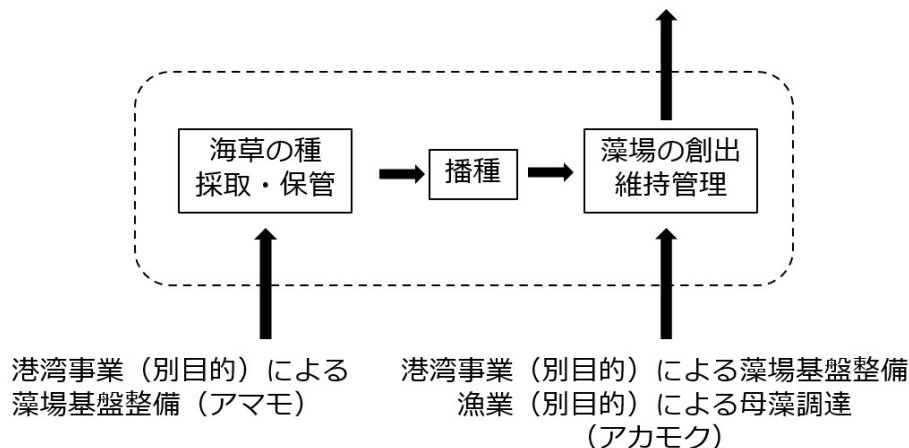 海草の種
採取・保管
播種
藻場の創出
維持管理
港湾事業（別目的）による
藻場基盤整備（アマモ）
港湾事業（別目的）による藻場基盤整備
漁業（別目的）による母藻調達
（アカモク）